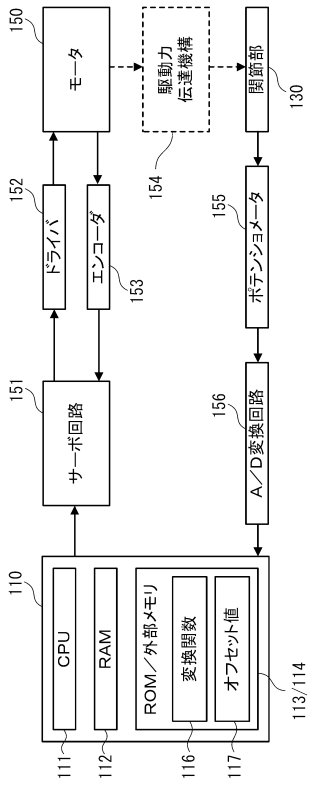 110
CPU
111
RAM
112
ROM／外部メモリ
変換関数
116
オフセット値
117
113/114
151
サーボ回路
152
ドライバ
エンコーダ
153
150
モータ
駆動力
伝達機構
154
関節部
130
155
ポテンショメータ
156
A／D変換回路